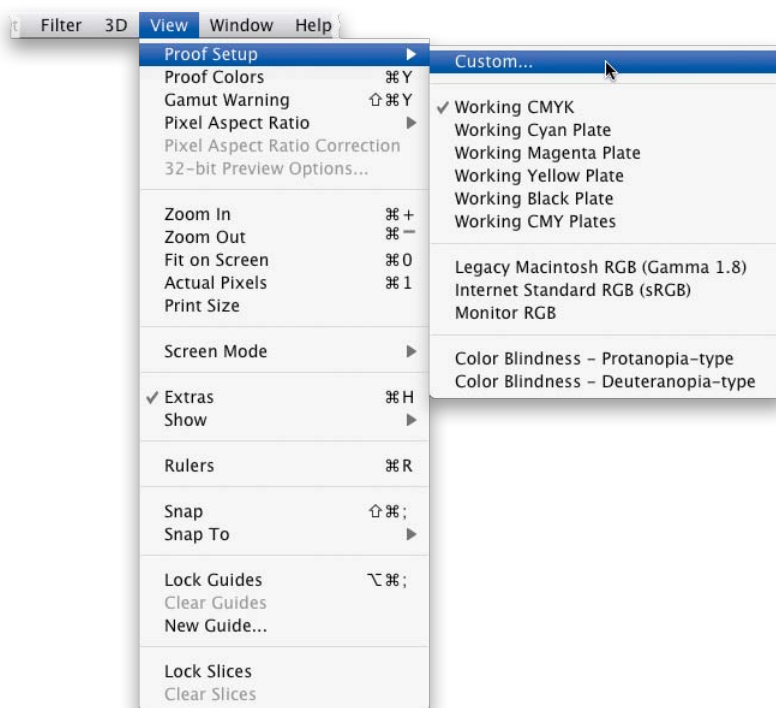 Filter 3D View Window Help
Proof Setup
Proof Colors ⌘Y
Gamut Warning ⇧⌘Y
Pixel Aspect Ratio
Pixel Aspect Ratio Correction
32-bit Preview Options...
Zoom In ⌘+
Zoom Out ⌘−
Fit on Screen ⌘0
Actual Pixels ⌘1
Print Size
Screen Mode
✓ Extras ⌘H
Show
Rulers ⌘R
Snap ⇧⌘;
Snap To
Lock Guides ⌥⌘;
Clear Guides
New Guide...
Lock Slices
Clear Slices
Custom...
✓ Working CMYK
Working Cyan Plate
Working Magenta Plate
Working Yellow Plate
Working Black Plate
Working CMY Plates
Legacy Macintosh RGB (Gamma 1.8)
Internet Standard RGB (sRGB)
Monitor RGB
Color Blindness – Protanopia-type
Color Blindness – Deuteranopia-type